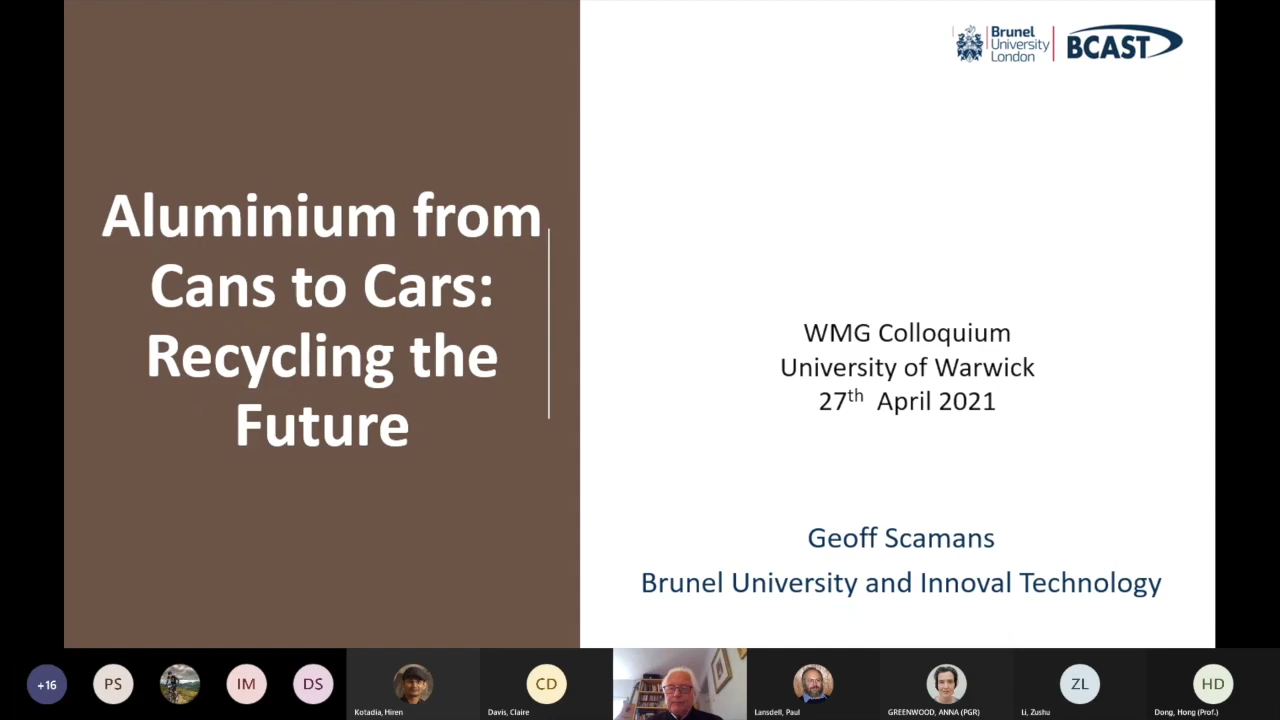 Brunel
University
London
BCAST
Aluminium from
Cans to Cars:
Recycling the
Future
WMG Colloquium
University of Warwick
27th April 2021
Geoff Scamans
Brunel University and Innoval Technology
+16
PS
IM
DS
Kotadia, Hiren
CD
Davis, Claire
Lansdell, Paul
GREENWOOD, ANNA (PGR)
ZL
Li, Zushu
HD
Dong, Hong (Prof.)